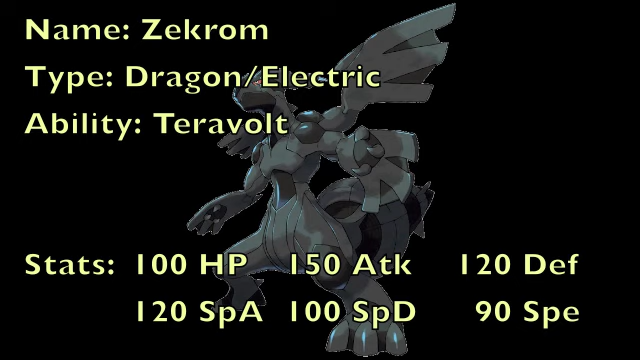 Name: Zekrom
Type: Dragon/Electric
Ability: Teravolt
Stats: 100 HP 150 Atk 120 Def
120 SpA 100 SpD 90 Spe